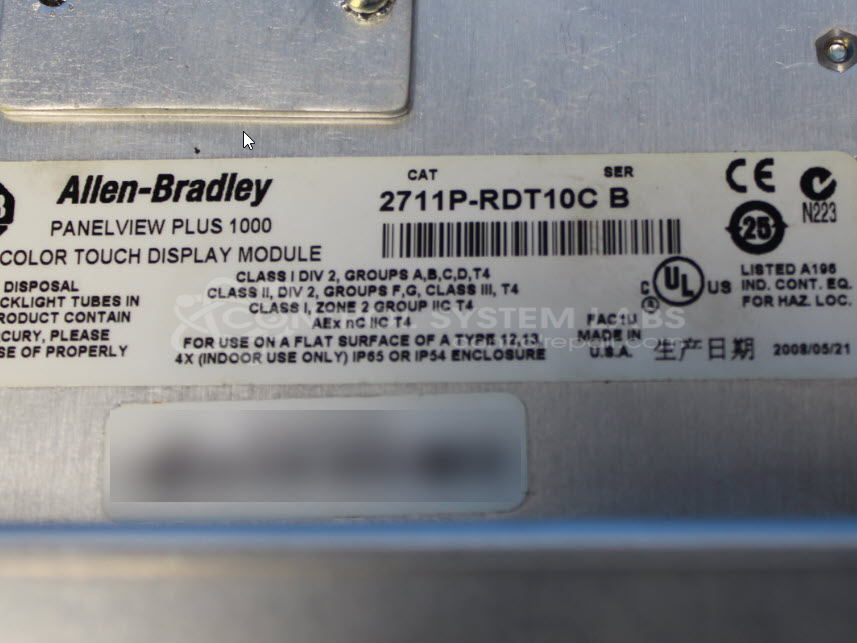 CAT SER
Allen-Bradley
2711P-RDT10C B
PANELVIEW PLUS 1000
COLOR TOUCH DISPLAY MODULE
N223
25
DISPOSAL
CKLIGHT TUBES IN
RODUCT CONTAIN
CURY, PLEASE
SE OF PROPERLY
CLASS I DIV 2, GROUPS A,B,C,D,T4
CLASS II, DIV 2, GROUPS F,G, CLASS III, T4
CLASS I, ZONE 2 GROUP IIC T4
AEx nC IIC T4
FOR USE ON A FLAT SURFACE OF A TYPE 12,13,
4X (INDOOR USE ONLY) IP65 OR IP54 ENCLOSURE
C UL US
LISTED A196
IND. CONT. EQ.
FOR HAZ. LOC.
MADE IN
U.S.A.
生产日期 2008/05/21
CONTROL SYSTEM LABS